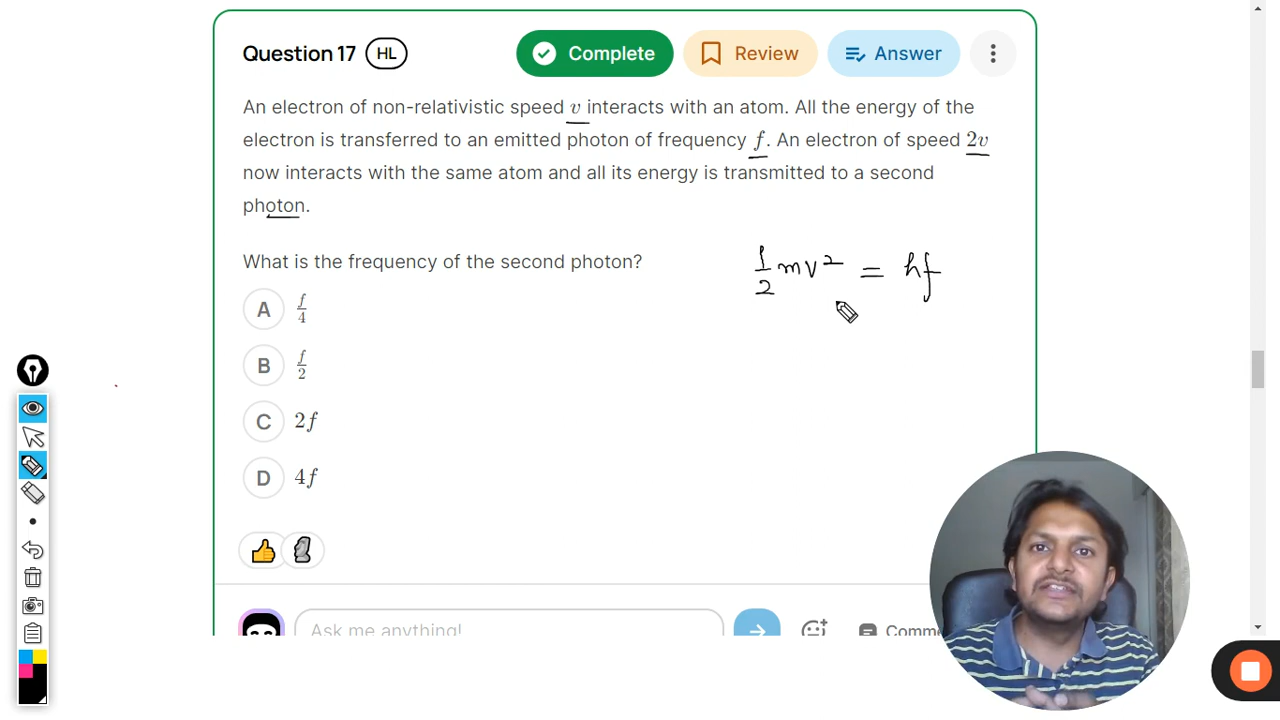 Question 17 HL Complete Review Answer
An electron of non-relativistic speed v interacts with an atom. All the energy of the
electron is transferred to an emitted photon of frequency f. An electron of speed 2v
now interacts with the same atom and all its energy is transmitted to a second
photon.
What is the frequency of the second photon?
1/2 mv² = hf
A f/4
B f/2
C 2f
D 4f
Ask me anything!